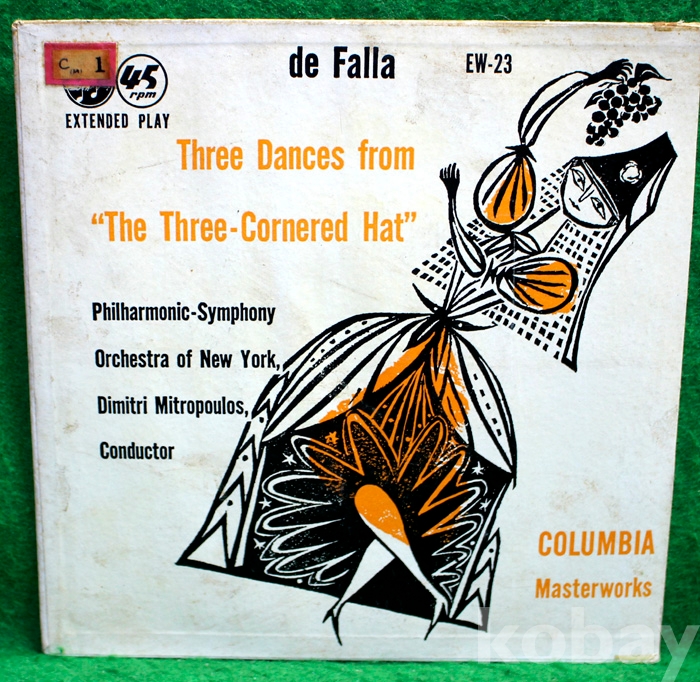 C 1
45
rpm
EXTENDED PLAY
de Falla
EW-23
Three Dances from
“The Three-Cornered Hat”
Philharmonic-Symphony
Orchestra of New York,
Dimitri Mitropoulos,
Conductor
COLUMBIA
Masterworks
kobay